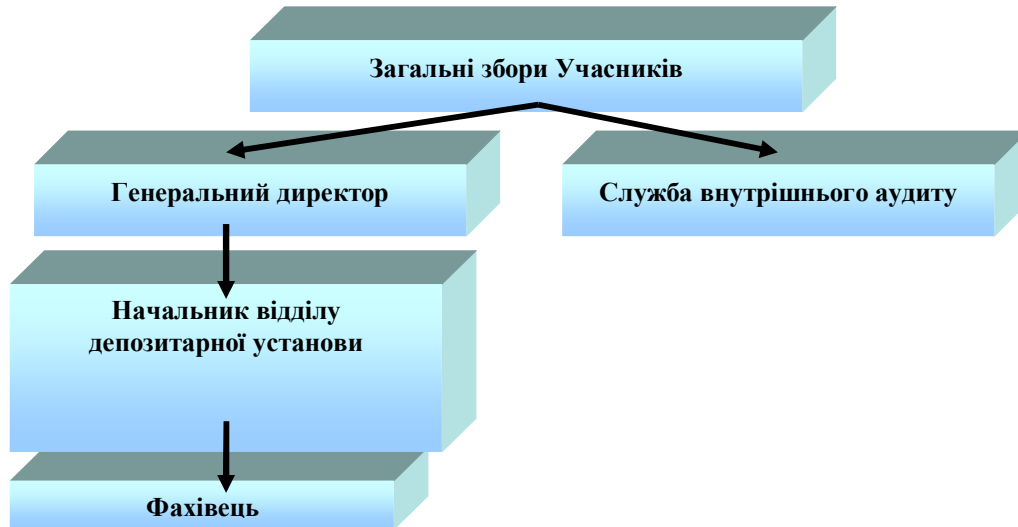 Загальні збори Учасників
Генеральний директор
Служба внутрішнього аудиту
Начальник відділу
депозитарної установи
Фахівець